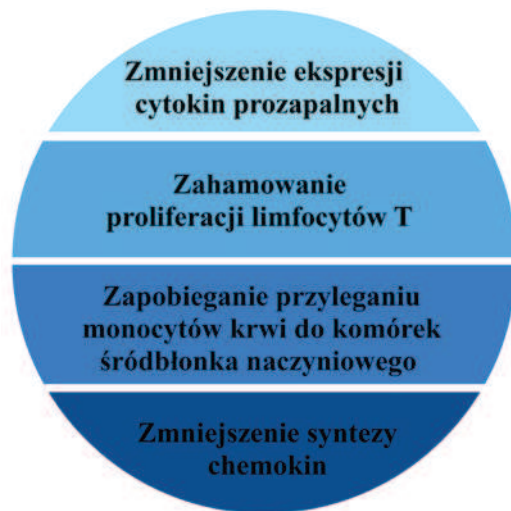 Zmniejszenie ekspresji
cytokin prozapalnych
Zahamowanie
proliferacji limfocytów T
Zapobieganie przyleganiu
monocytów krwi do komórek
śródbłonka naczyniowego
Zmniejszenie syntezy
chemokin